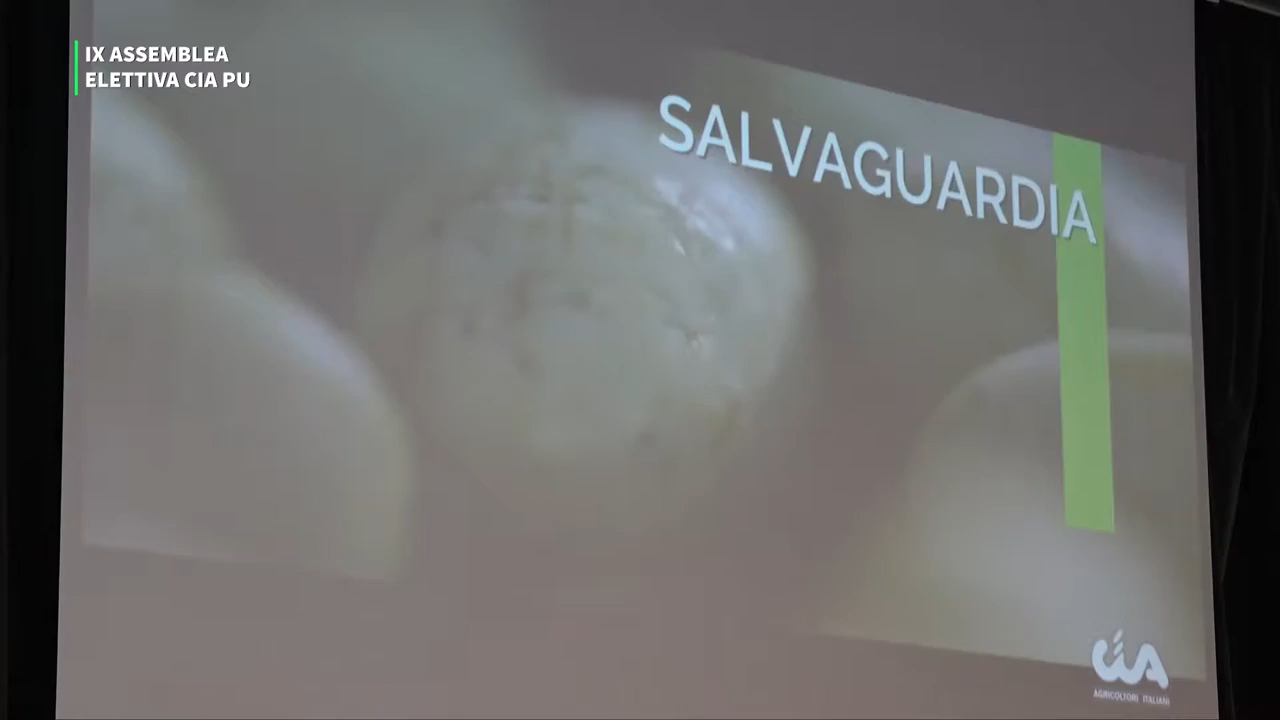 IX ASSEMBLEA
ELETTIVA CIA PU
SALVAGUARDIA
CIA
AGRICOLTORI ITALIANI